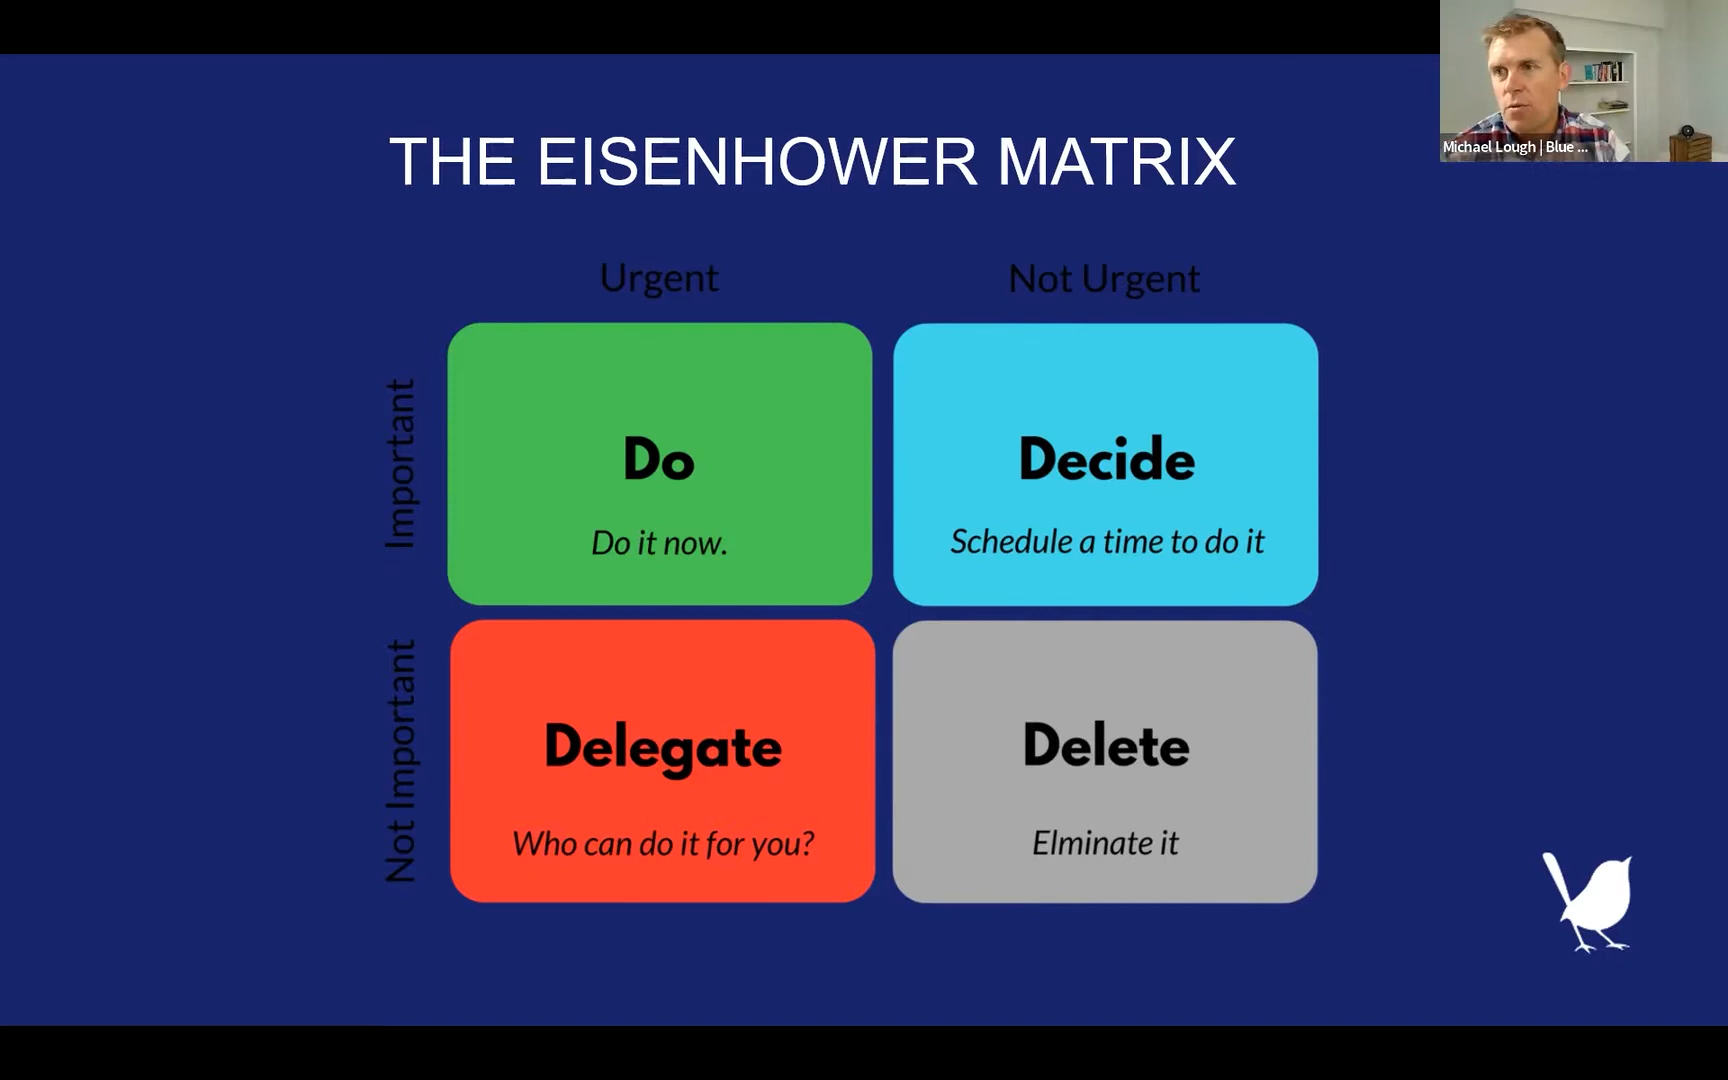 Michael Lough | Blue ...
THE EISENHOWER MATRIX
Urgent
Not Urgent
Important
Do
Do it now.
Decide
Schedule a time to do it
Not Important
Delegate
Who can do it for you?
Delete
Elminate it